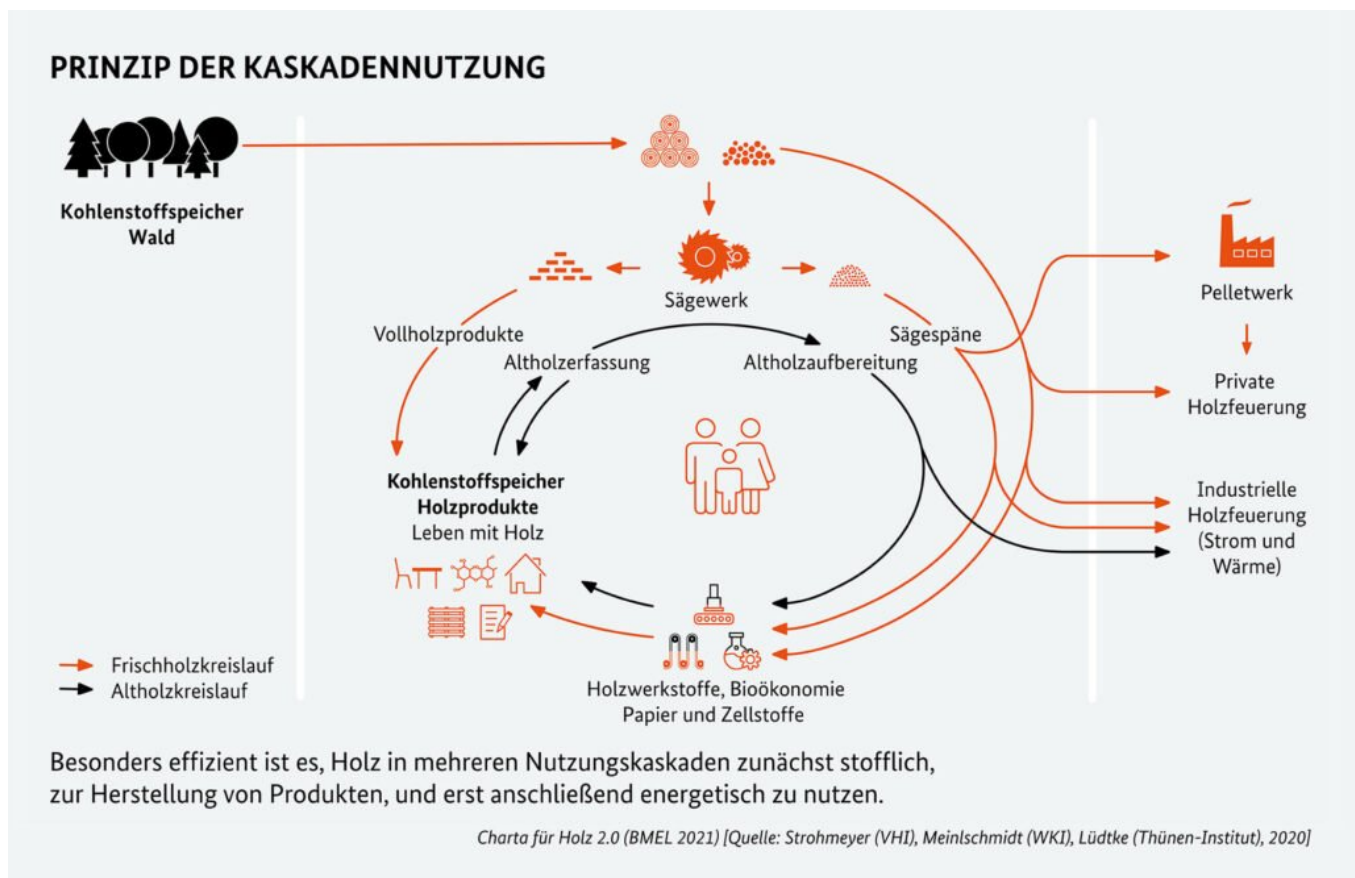 PRINZIP DER KASKADENNUTZUNG
Kohlenstoffspeicher
Wald
Sägewerk
Pelletwerk
Vollholzprodukte
Sägespäne
Altholzerfassung
Altholzaufbereitung
Private
Holzfeuerung
Kohlenstoffspeicher
Holzprodukte
Leben mit Holz
Industrielle
Holzfeuerung
(Strom und
Wärme)
Frischholzkreislauf
Altholzkreislauf
Holzwerkstoffe, Bioökonomie
Papier und Zellstoffe
Besonders effizient ist es, Holz in mehreren Nutzungskaskaden zunächst stofflich,
zur Herstellung von Produkten, und erst anschließend energetisch zu nutzen.
Charta für Holz 2.0 (BMEL 2021) [Quelle: Strohmeyer (VHI), Meinlschmidt (WKI), Lüdtke (Thünen-Institut), 2020]